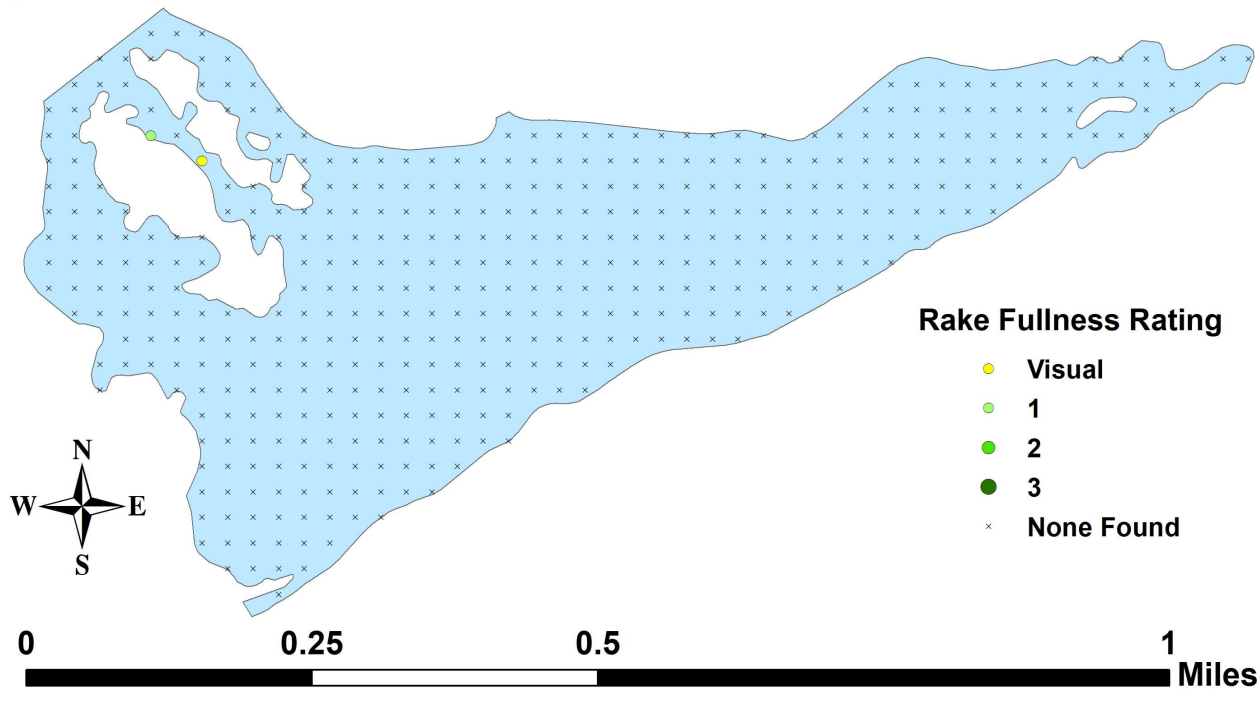 Rake Fullness Rating
Visual
1
2
3
None Found
N
W E
S
0 0.25 0.5 1
Miles